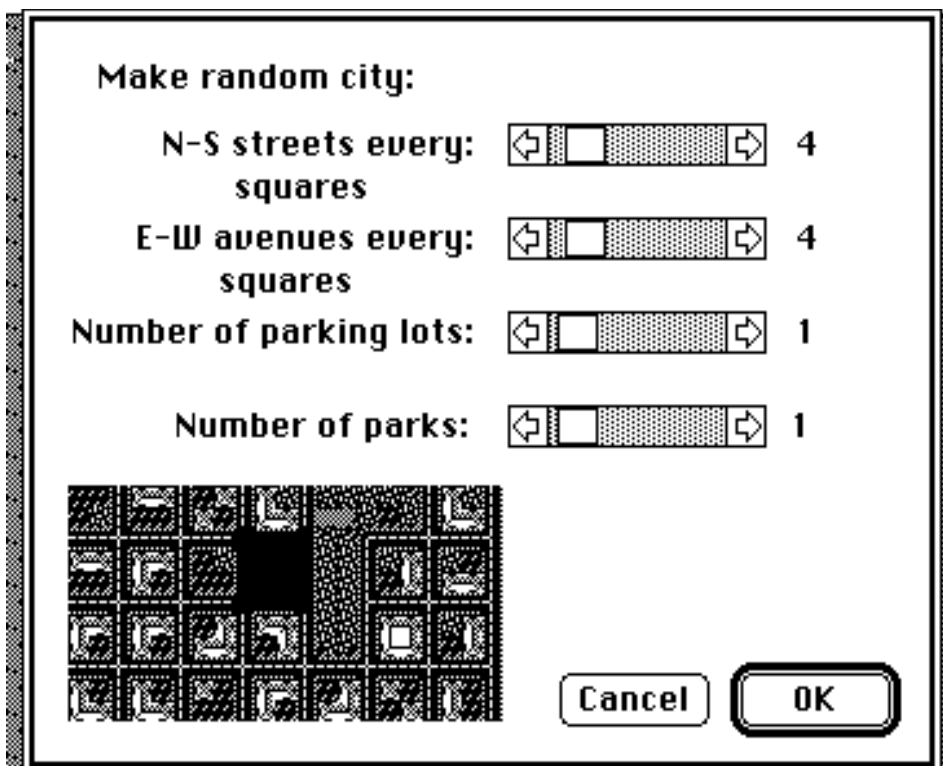 Make random city:
N-S streets every: 4
squares
E-W avenues every: 4
squares
Number of parking lots: 1
Number of parks: 1
Cancel OK